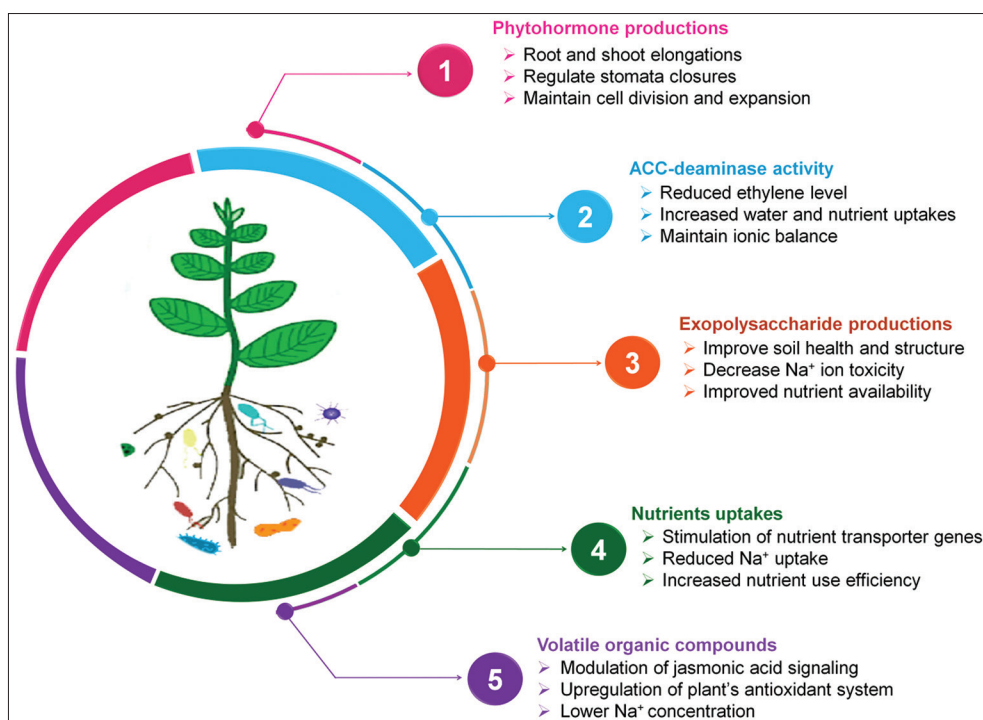 Phytohormone productions
1
➢ Root and shoot elongations
➢ Regulate stomata closures
➢ Maintain cell division and expansion
ACC-deaminase activity
2
➢ Reduced ethylene level
➢ Increased water and nutrient uptakes
➢ Maintain ionic balance
Exopolysaccharide productions
3
➢ Improve soil health and structure
➢ Decrease Na⁺ ion toxicity
➢ Improved nutrient availability
Nutrients uptakes
4
➢ Stimulation of nutrient transporter genes
➢ Reduced Na⁺ uptake
➢ Increased nutrient use efficiency
Volatile organic compounds
5
➢ Modulation of jasmonic acid signaling
➢ Upregulation of plant's antioxidant system
➢ Lower Na⁺ concentration